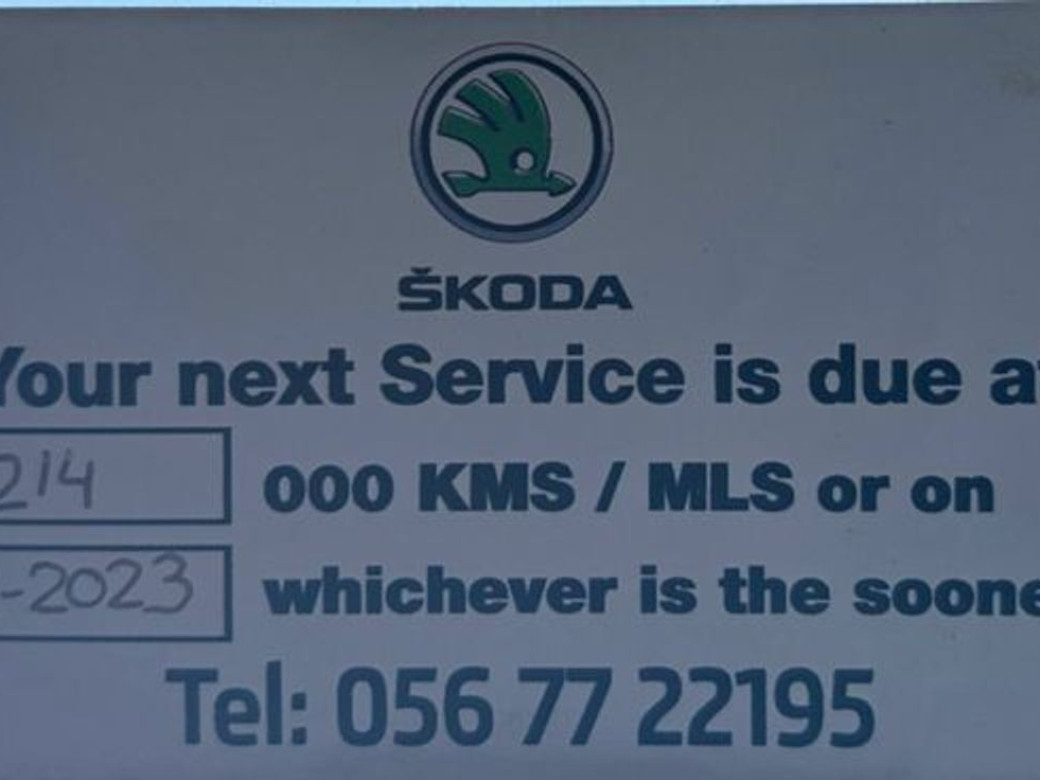 ŠKODA
Your next Service is due at
214 000 KMS / MLS or on
-2023 whichever is the soone
Tel: 056 77 22195